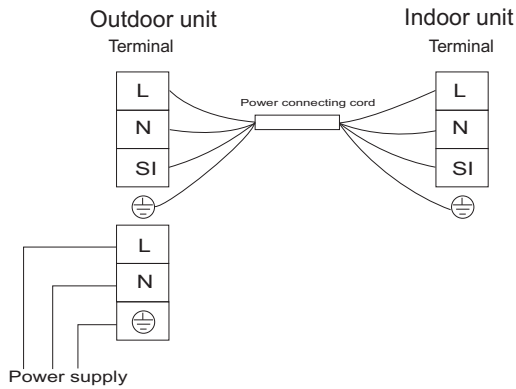 Outdoor unit
Terminal
Indoor unit
Terminal
L
N
SI
Power connecting cord
L
N
SI
L
N
Power supply